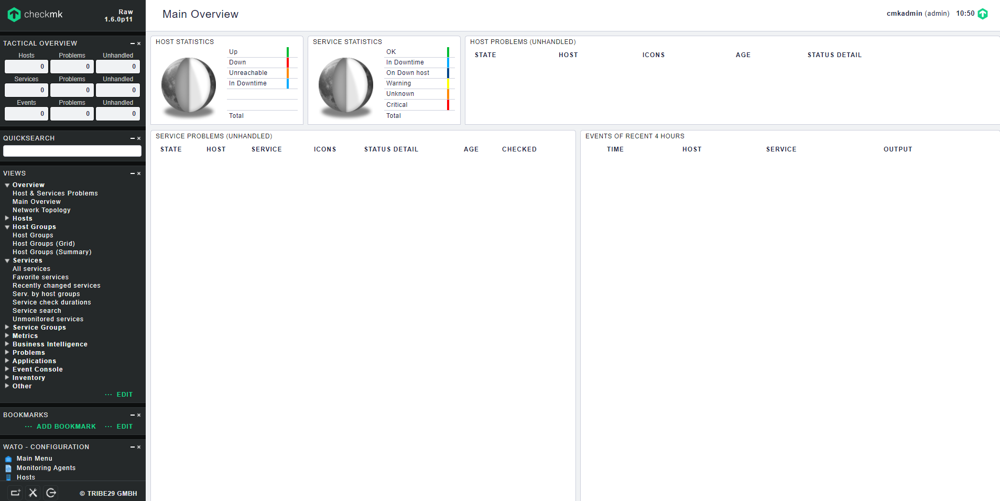 checkmk
Raw
1.6.0p11
Main Overview
cmkadmin (admin) 10:50
TACTICAL OVERVIEW
Hosts Problems Unhandled
0 0 0
Services Problems Unhandled
0 0 0
Events Problems Unhandled
0 0 0
QUICKSEARCH
VIEWS
Overview
Host & Services Problems
Main Overview
Network Topology
Hosts
Host Groups
Host Groups
Host Groups (Grid)
Host Groups (Summary)
Services
All services
Favorite services
Recently changed services
Serv. by host groups
Service check durations
Service search
Unmonitored services
Service Groups
Metrics
Business Intelligence
Problems
Applications
Event Console
Inventory
Other
EDIT
BOOKMARKS
ADD BOOKMARK EDIT
WATO - CONFIGURATION
Main Menu
Monitoring Agents
Hosts
© TRIBE29 GMBH
HOST STATISTICS
Up
Down
Unreachable
In Downtime
Total
SERVICE STATISTICS
OK
In Downtime
On Down host
Warning
Unknown
Critical
Total
HOST PROBLEMS (UNHANDLED)
STATE HOST ICONS AGE STATUS DETAIL
SERVICE PROBLEMS (UNHANDLED)
STATE HOST SERVICE ICONS STATUS DETAIL AGE CHECKED
EVENTS OF RECENT 4 HOURS
TIME HOST SERVICE OUTPUT